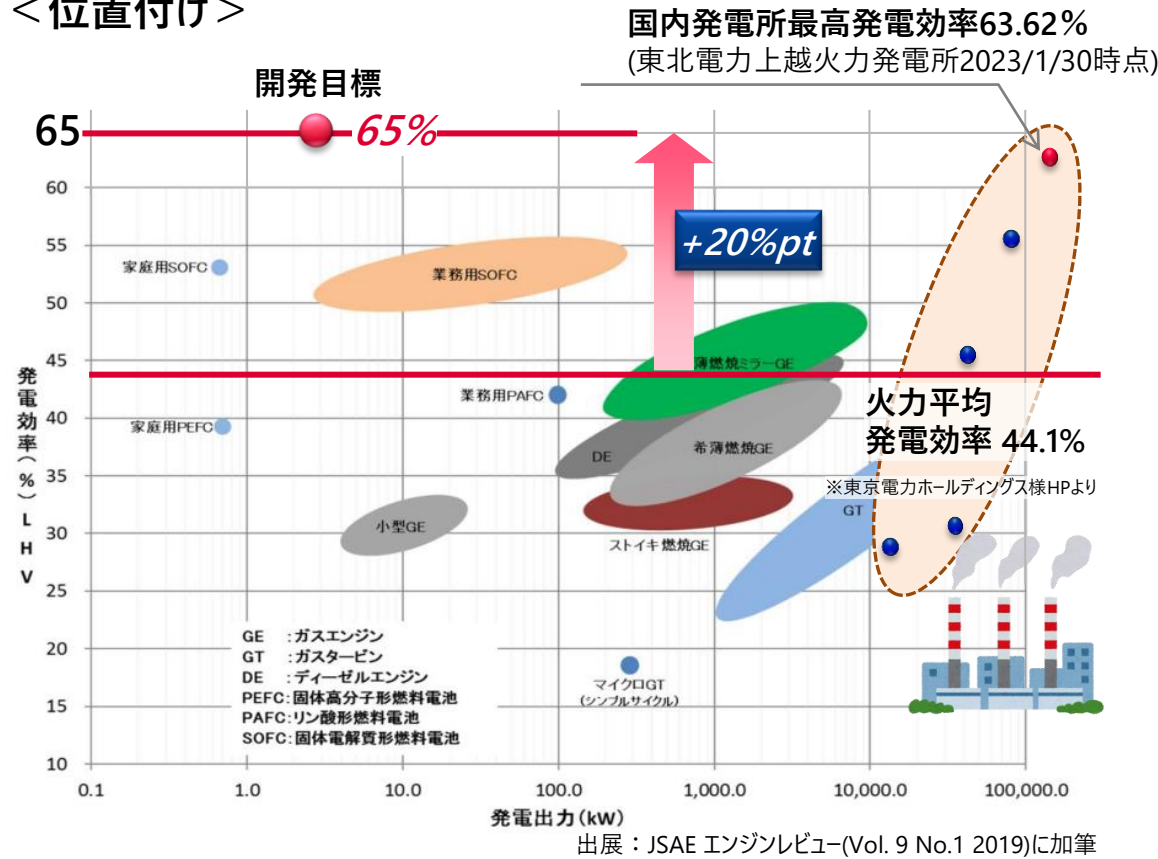 ＜位置付け＞
国内発電所最高発電効率63.62%
(東北電力上越火力発電所2023/1/30時点)
開発目標
65
65%
60
55
50
45
40
35
30
25
20
15
10
+20%pt
家庭用SOFC
業務用SOFC
薄燃焼ミラーGE
業務用PAFC
家庭用PEFC
DE
希薄燃焼GE
火力平均
発電効率 44.1%
※東京電力ホールディングス様HPより
GT
小型GE
ストイキ燃焼GE
マイクロGT
(シンプルサイクル)
発電効率(%)LHV
GE :ガスエンジン
GT :ガスタービン
DE :ディーゼルエンジン
PEFC:固体高分子形燃料電池
PAFC:リン酸形燃料電池
SOFC:固体電解質形燃料電池
0.1 1.0 10.0 100.0 1,000.0 10,000.0 100,000.0
発電出力(kW)
出展：JSAE エンジンレビュー(Vol. 9 No.1 2019)に加筆